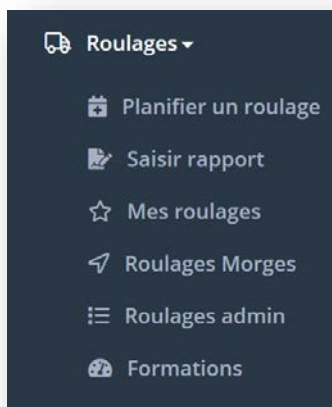 Roulages
Planifier un roulage
Saisir rapport
Mes roulages
Roulages Morges
Roulages admin
Formations